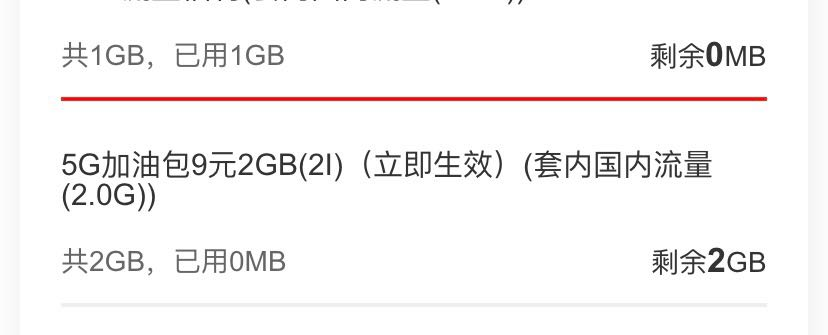 共1GB，已用1GB
剩余0MB
5G加油包9元2GB(2I)（立即生效）(套内国内流量
(2.0G))
共2GB，已用0MB
剩余2GB